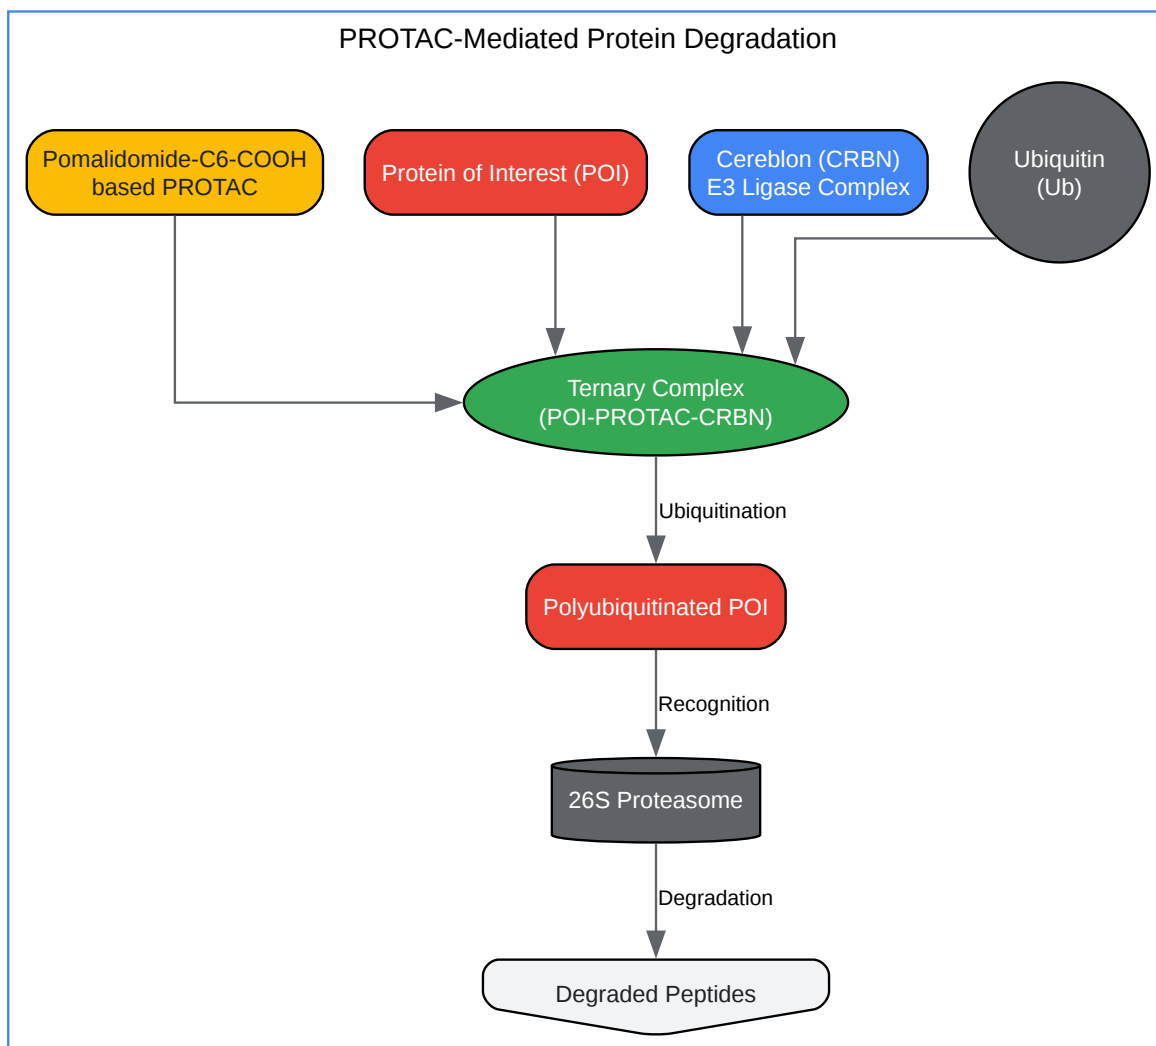 PROTAC-Mediated Protein Degradation
Pomalidomide-C6-COOH
based PROTAC
Protein of Interest (POI)
Cereblon (CRBN)
E3 Ligase Complex
Ubiquitin
(Ub)
Ternary Complex
(POI-PROTAC-CRBN)
Ubiquitination
Polyubiquitinated POI
Recognition
26S Proteasome
Degradation
Degraded Peptides